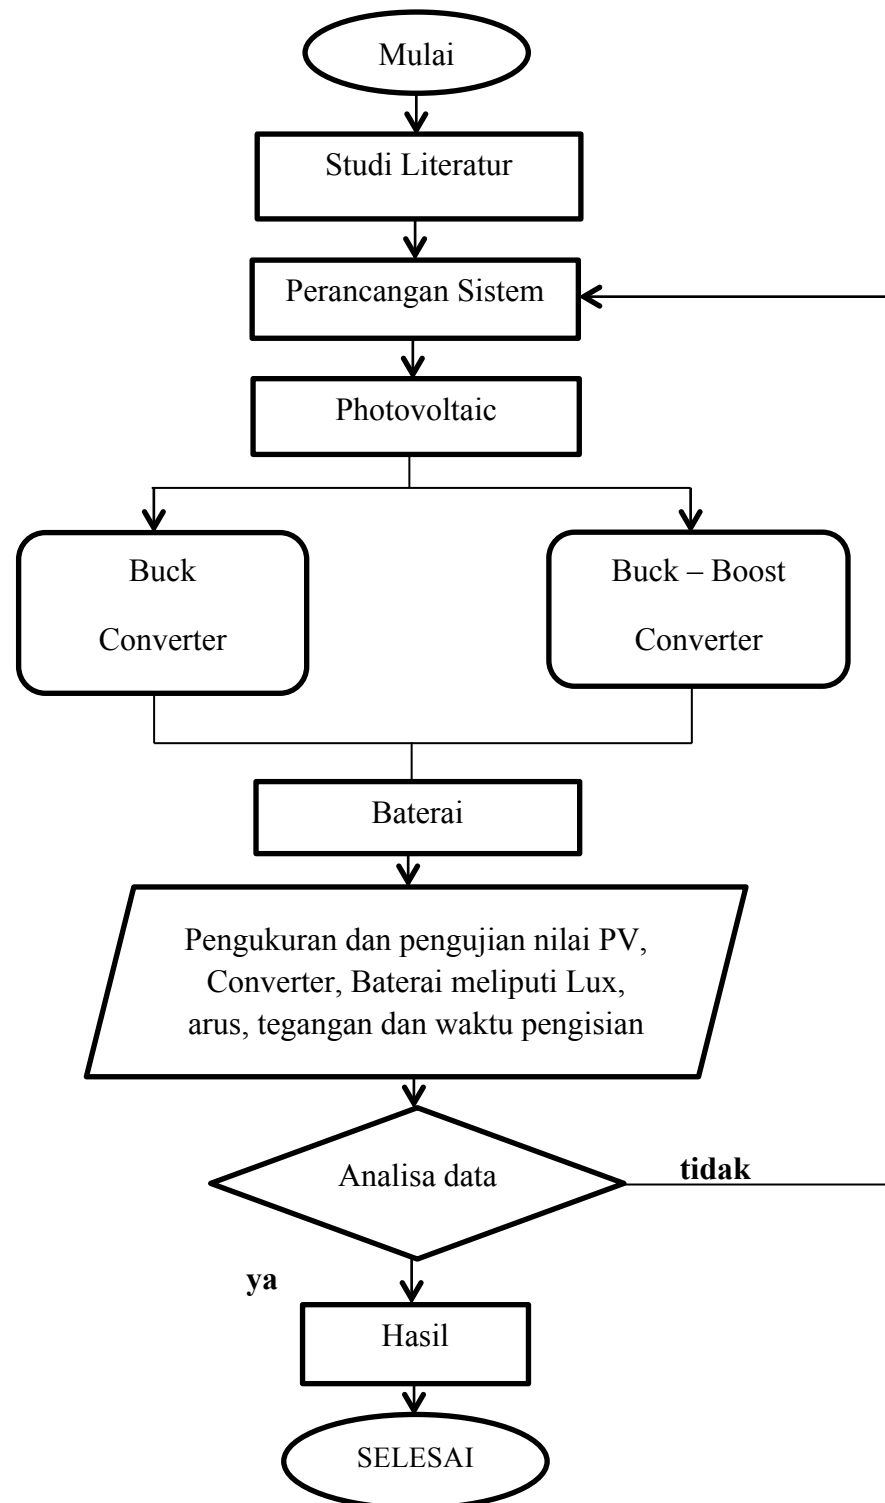 Mulai
Studi Literatur
Perancangan Sistem
Photovoltaic
Buck
Converter
Buck – Boost
Converter
Baterai
Pengukuran dan pengujian nilai PV,
Converter, Baterai meliputi Lux,
arus, tegangan dan waktu pengisian
Analisa data
tidak
ya
Hasil
SELESAI